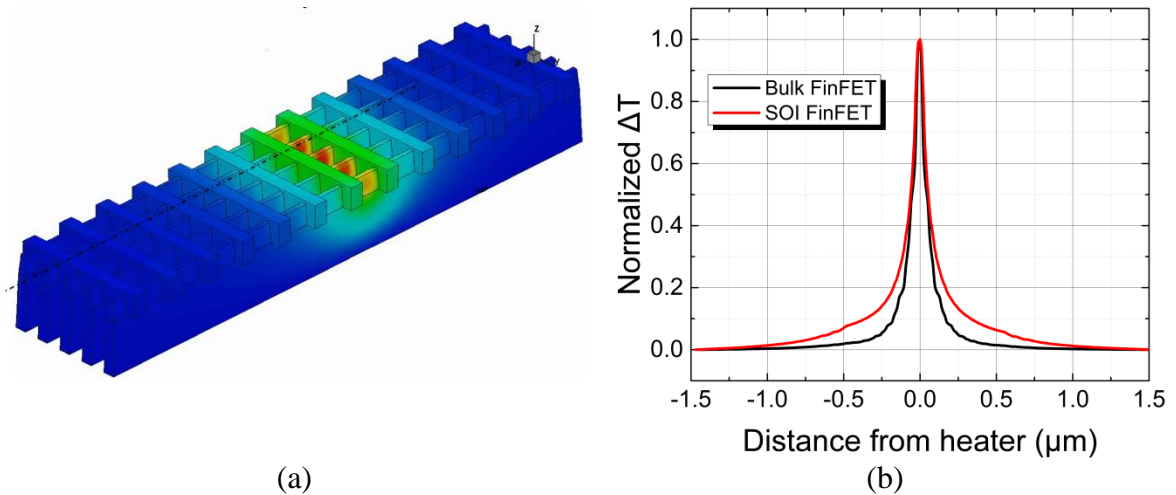 z
Y
1.0
0.8
0.6
0.4
0.2
0.0
Normalized ΔT
Bulk FinFET
SOI FinFET
-1.5 -1.0 -0.5 0.0 0.5 1.0 1.5
Distance from heater (μm)
(a) (b)